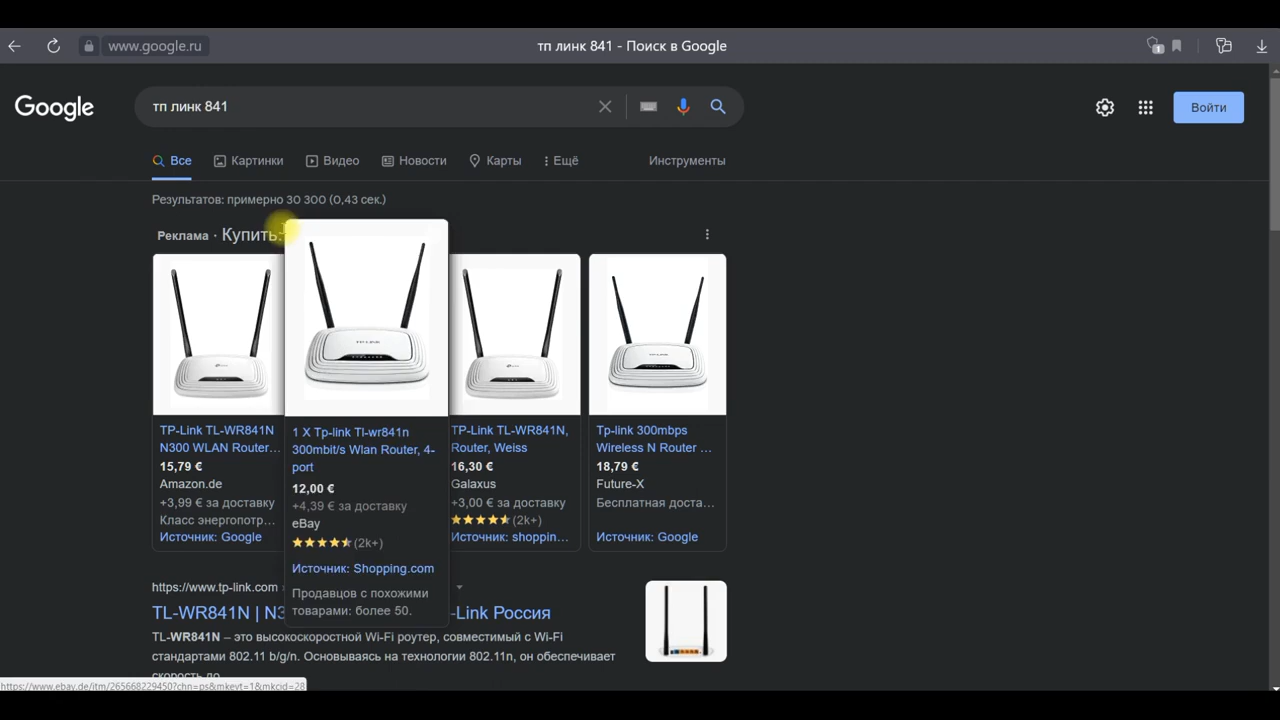 www.google.ru
тп линк 841 - Поиск в Google
1
Google
тп линк 841
Войти
Все
Картинки
Видео
Новости
Карты
Ещё
Инструменты
Результатов: примерно 30 300 (0,43 сек.)
Реклама · Купить:
TP-Link TL-WR841N
N300 WLAN Router…
15,79 €
Amazon.de
+3,99 € за доставку
Класс энергопотр…
Источник: Google
TP-LINK
1 X Tp-link Tl-wr841n
300mbit/s Wlan Router, 4-
port
12,00 €
+4,39 € за доставку
eBay
(2k+)
Источник: Shopping.com
Продавцов с похожими
товарами: более 50.
TP-Link TL-WR841N,
Router, Weiss
16,30 €
Galaxus
+3,00 € за доставку
(2k+)
Источник: shoppin…
Tp-link 300mbps
Wireless N Router …
18,79 €
Future-X
Бесплатная доста…
Источник: Google
https://www.tp-link.com
TL-WR841N | N3 -Link Россия
TL-WR841N – это высокоскоростной Wi-Fi роутер, совместимый с Wi-Fi
стандартами 802.11 b/g/n. Основываясь на технологии 802.11n, он обеспечивает
скорость до
https://www.ebay.de/itm/265668229450?chn=ps&mkevt=1&mkcid=28